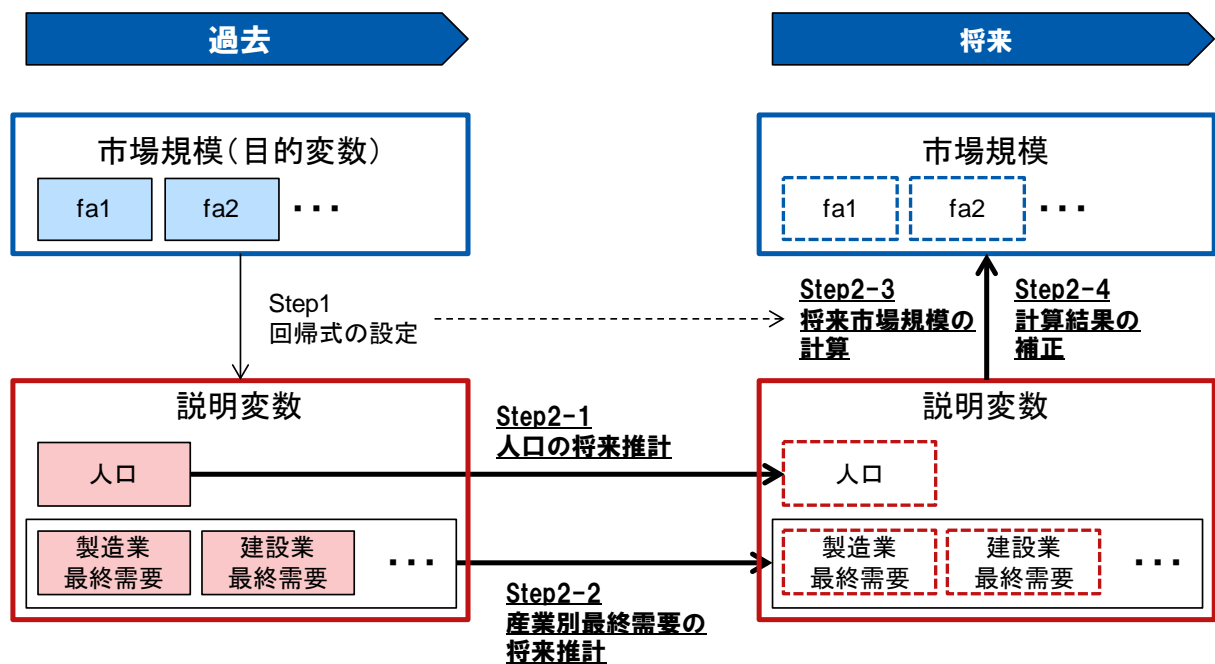 過去
将来
市場規模(目的変数)
fa1
fa2
・・・
市場規模
fa1
fa2
・・・
Step1
回帰式の設定
Step2-3
将来市場規模の
計算
Step2-4
計算結果の
補正
説明変数
人口
製造業
最終需要
建設業
最終需要
・・・
Step2-1
人口の将来推計
Step2-2
産業別最終需要の
将来推計
説明変数
人口
製造業
最終需要
建設業
最終需要
・・・